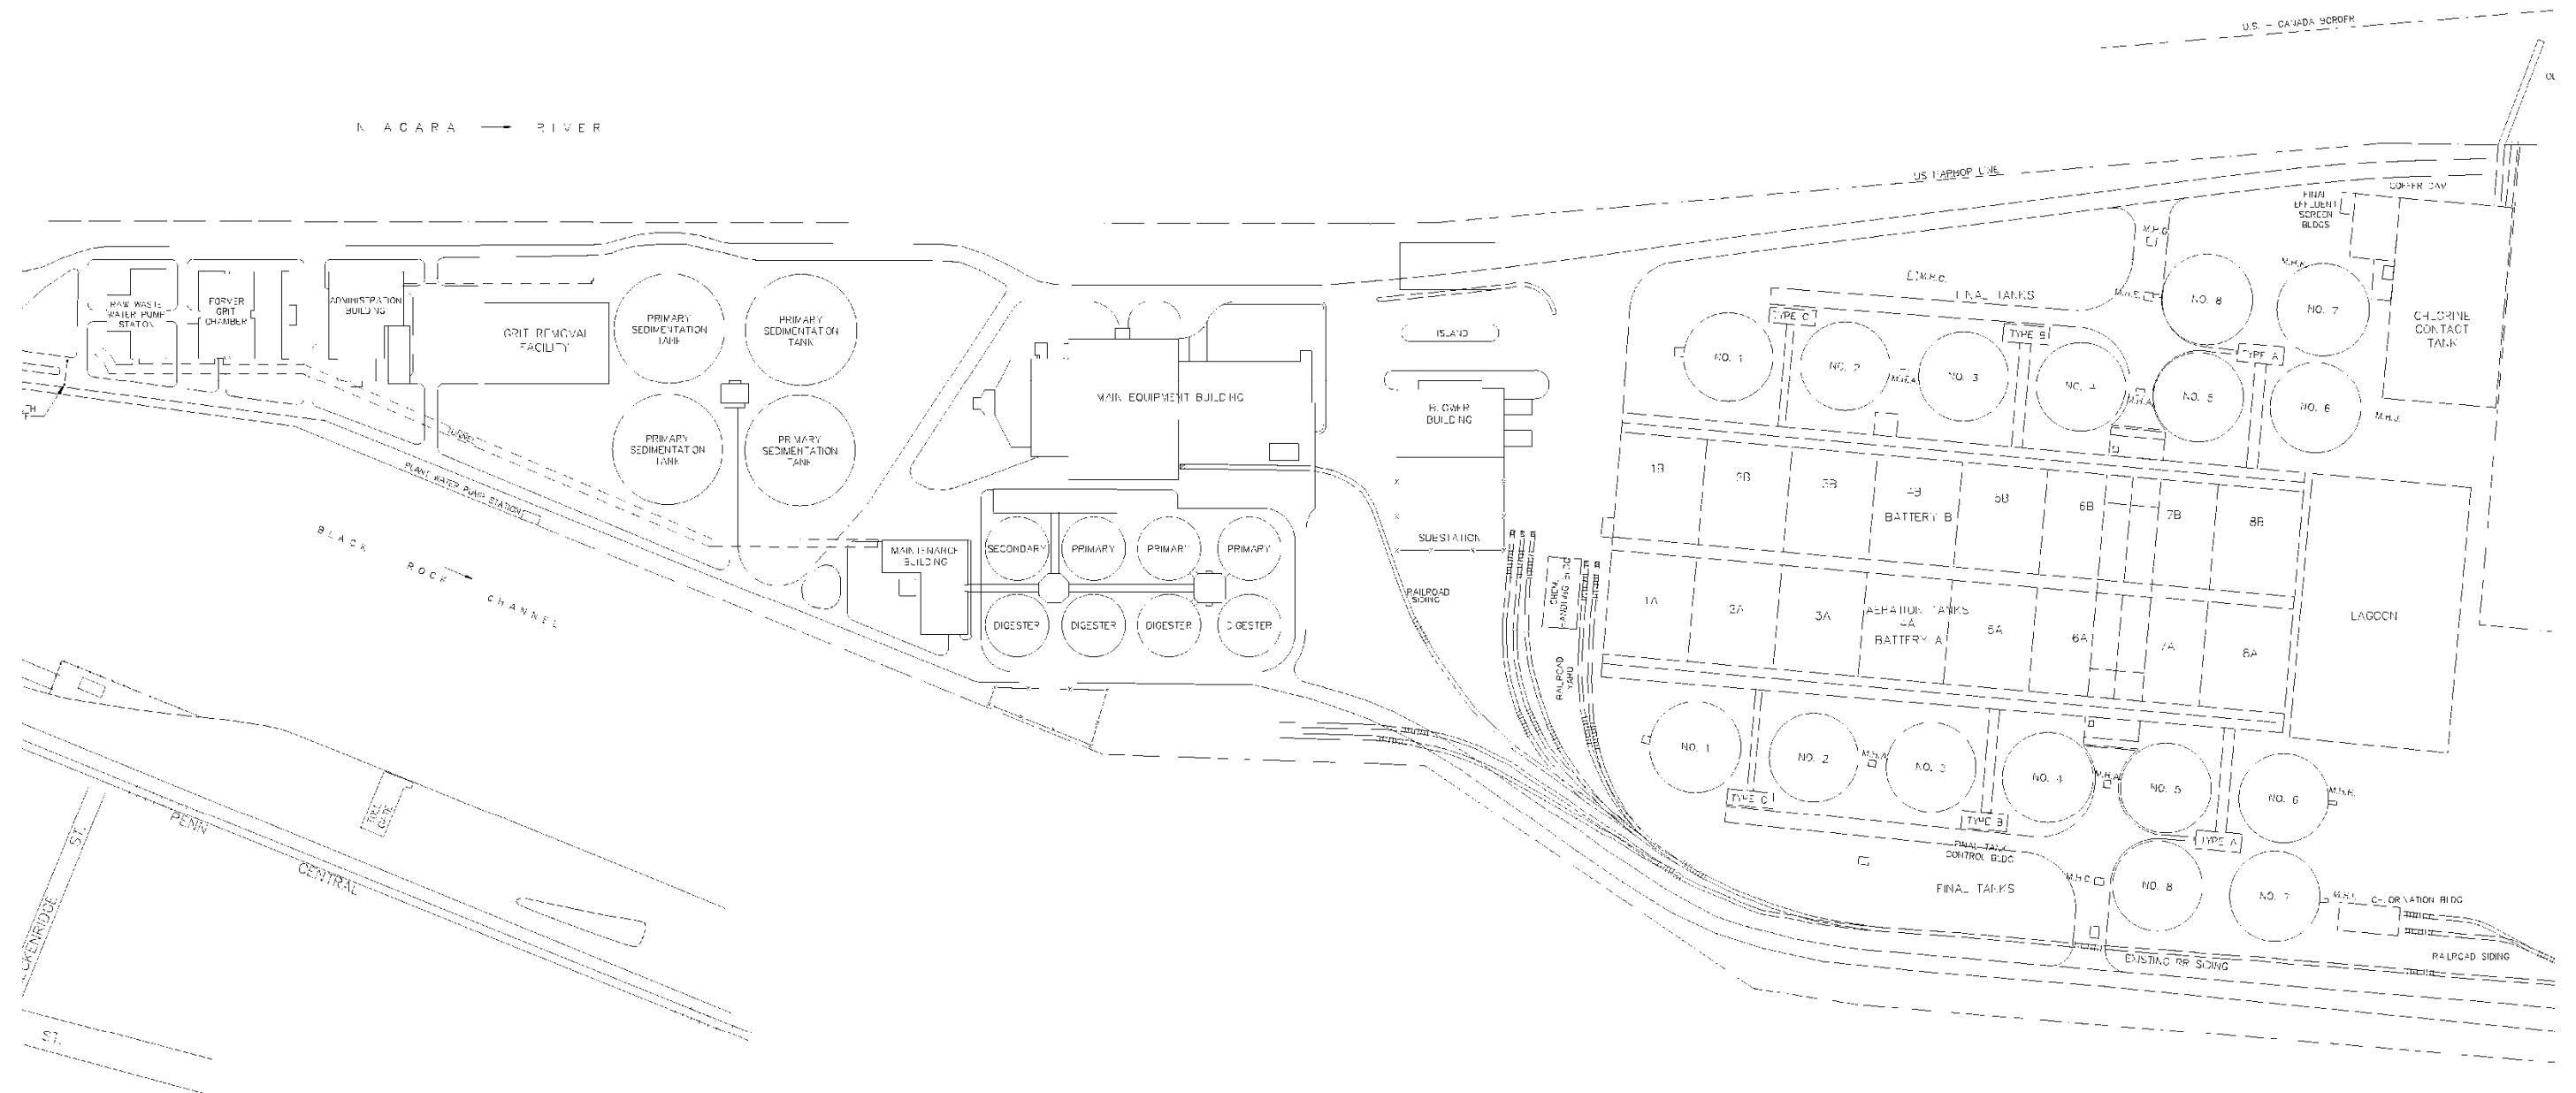 U.S. - CANADA BORDER
NIAGARA RIVER
US HARBOR LINE
COFFER DAM
FINAL
EFFLUENT
SCREEN
BLDGS
M.H.K.
NO. 8
NO. 7
CHLORINE
CONTACT
TANK
RAW WASTE
WATER PUMP
STATION
FORMER
GRIT
CHAMBER
ADMINISTRATION
BUILDING
GRIT REMOVAL
FACILITY
PRIMARY
SEDIMENTATION
TANK
PRIMARY
SEDIMENTATION
TANK
PRIMARY
SEDIMENTATION
TANK
PRIMARY
SEDIMENTATION
TANK
MAIN EQUIPMENT BUILDING
ISLAND
BLOWER
BUILDING
SUBSTATION
FINAL TANKS
TYPE C
TYPE B
TYPE A
NO. 1
NO. 2
M.H.A.
NO. 3
NO. 4
M.H.A.
NO. 5
NO. 6
M.H.J.
TUNNEL
PLANT WATER PUMP STATION
BLACK ROCK CHANNEL
MAINTENANCE
BUILDING
SECONDARY
PRIMARY
PRIMARY
PRIMARY
DIGESTER
DIGESTER
DIGESTER
DIGESTER
RAILROAD
SIDING
CHEM.
HANDLING BLDG
RAILROAD
YARD
1B
2B
3B
4B
5B
6B
7B
8B
BATTERY B
1A
2A
3A
AERATION TANKS
4A
BATTERY A
5A
6A
7A
8A
LAGOON
NO. 1
NO. 2
M.H.A.
NO. 3
NO. 4
M.H.A.
NO. 5
NO. 6
M.H.R.
TYPE C
TYPE B
TYPE A
FINAL TANK
CONTROL BLDG
FINAL TANKS
NO. 8
NO. 7
CHLORINATION BLDG
EXISTING RR SIDING
RAILROAD SIDING
TOLL
GATE
PENN CENTRAL
ST.
ST.